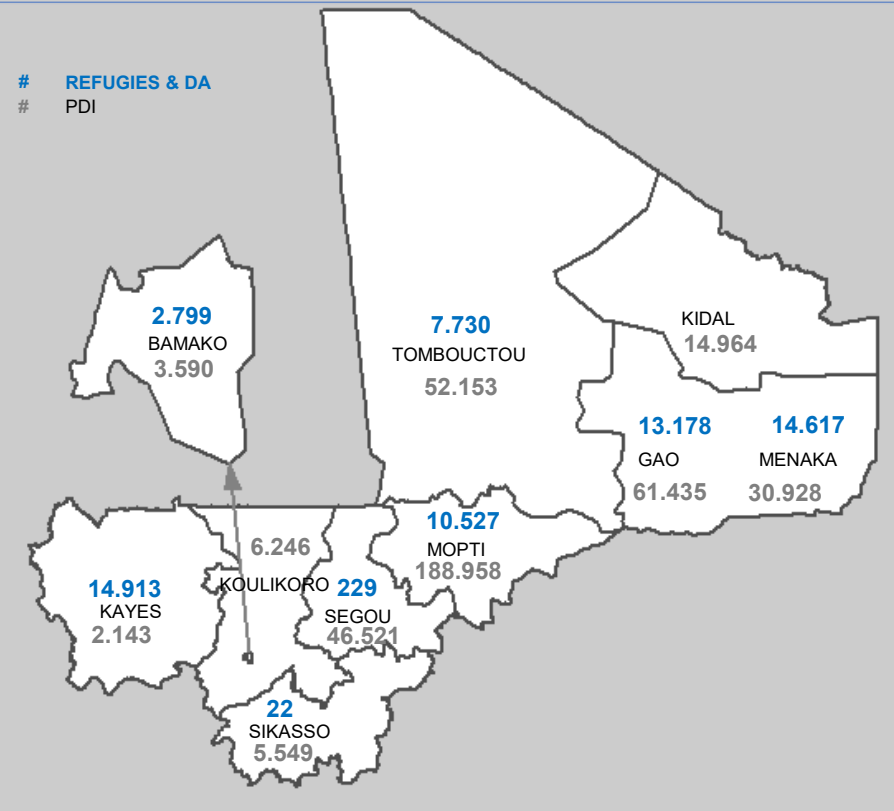 # REFUGIES & DA
# PDI
2.799
BAMAKO
3.590
7.730
TOMBOUCTOU
52.153
KIDAL
14.964
13.178
GAO
61.435
14.617
MENAKA
30.928
10.527
MOPTI
188.958
6.246
KOULIKORO
229
SEGOU
46.521
14.913
KAYES
2.143
22
SIKASSO
5.549